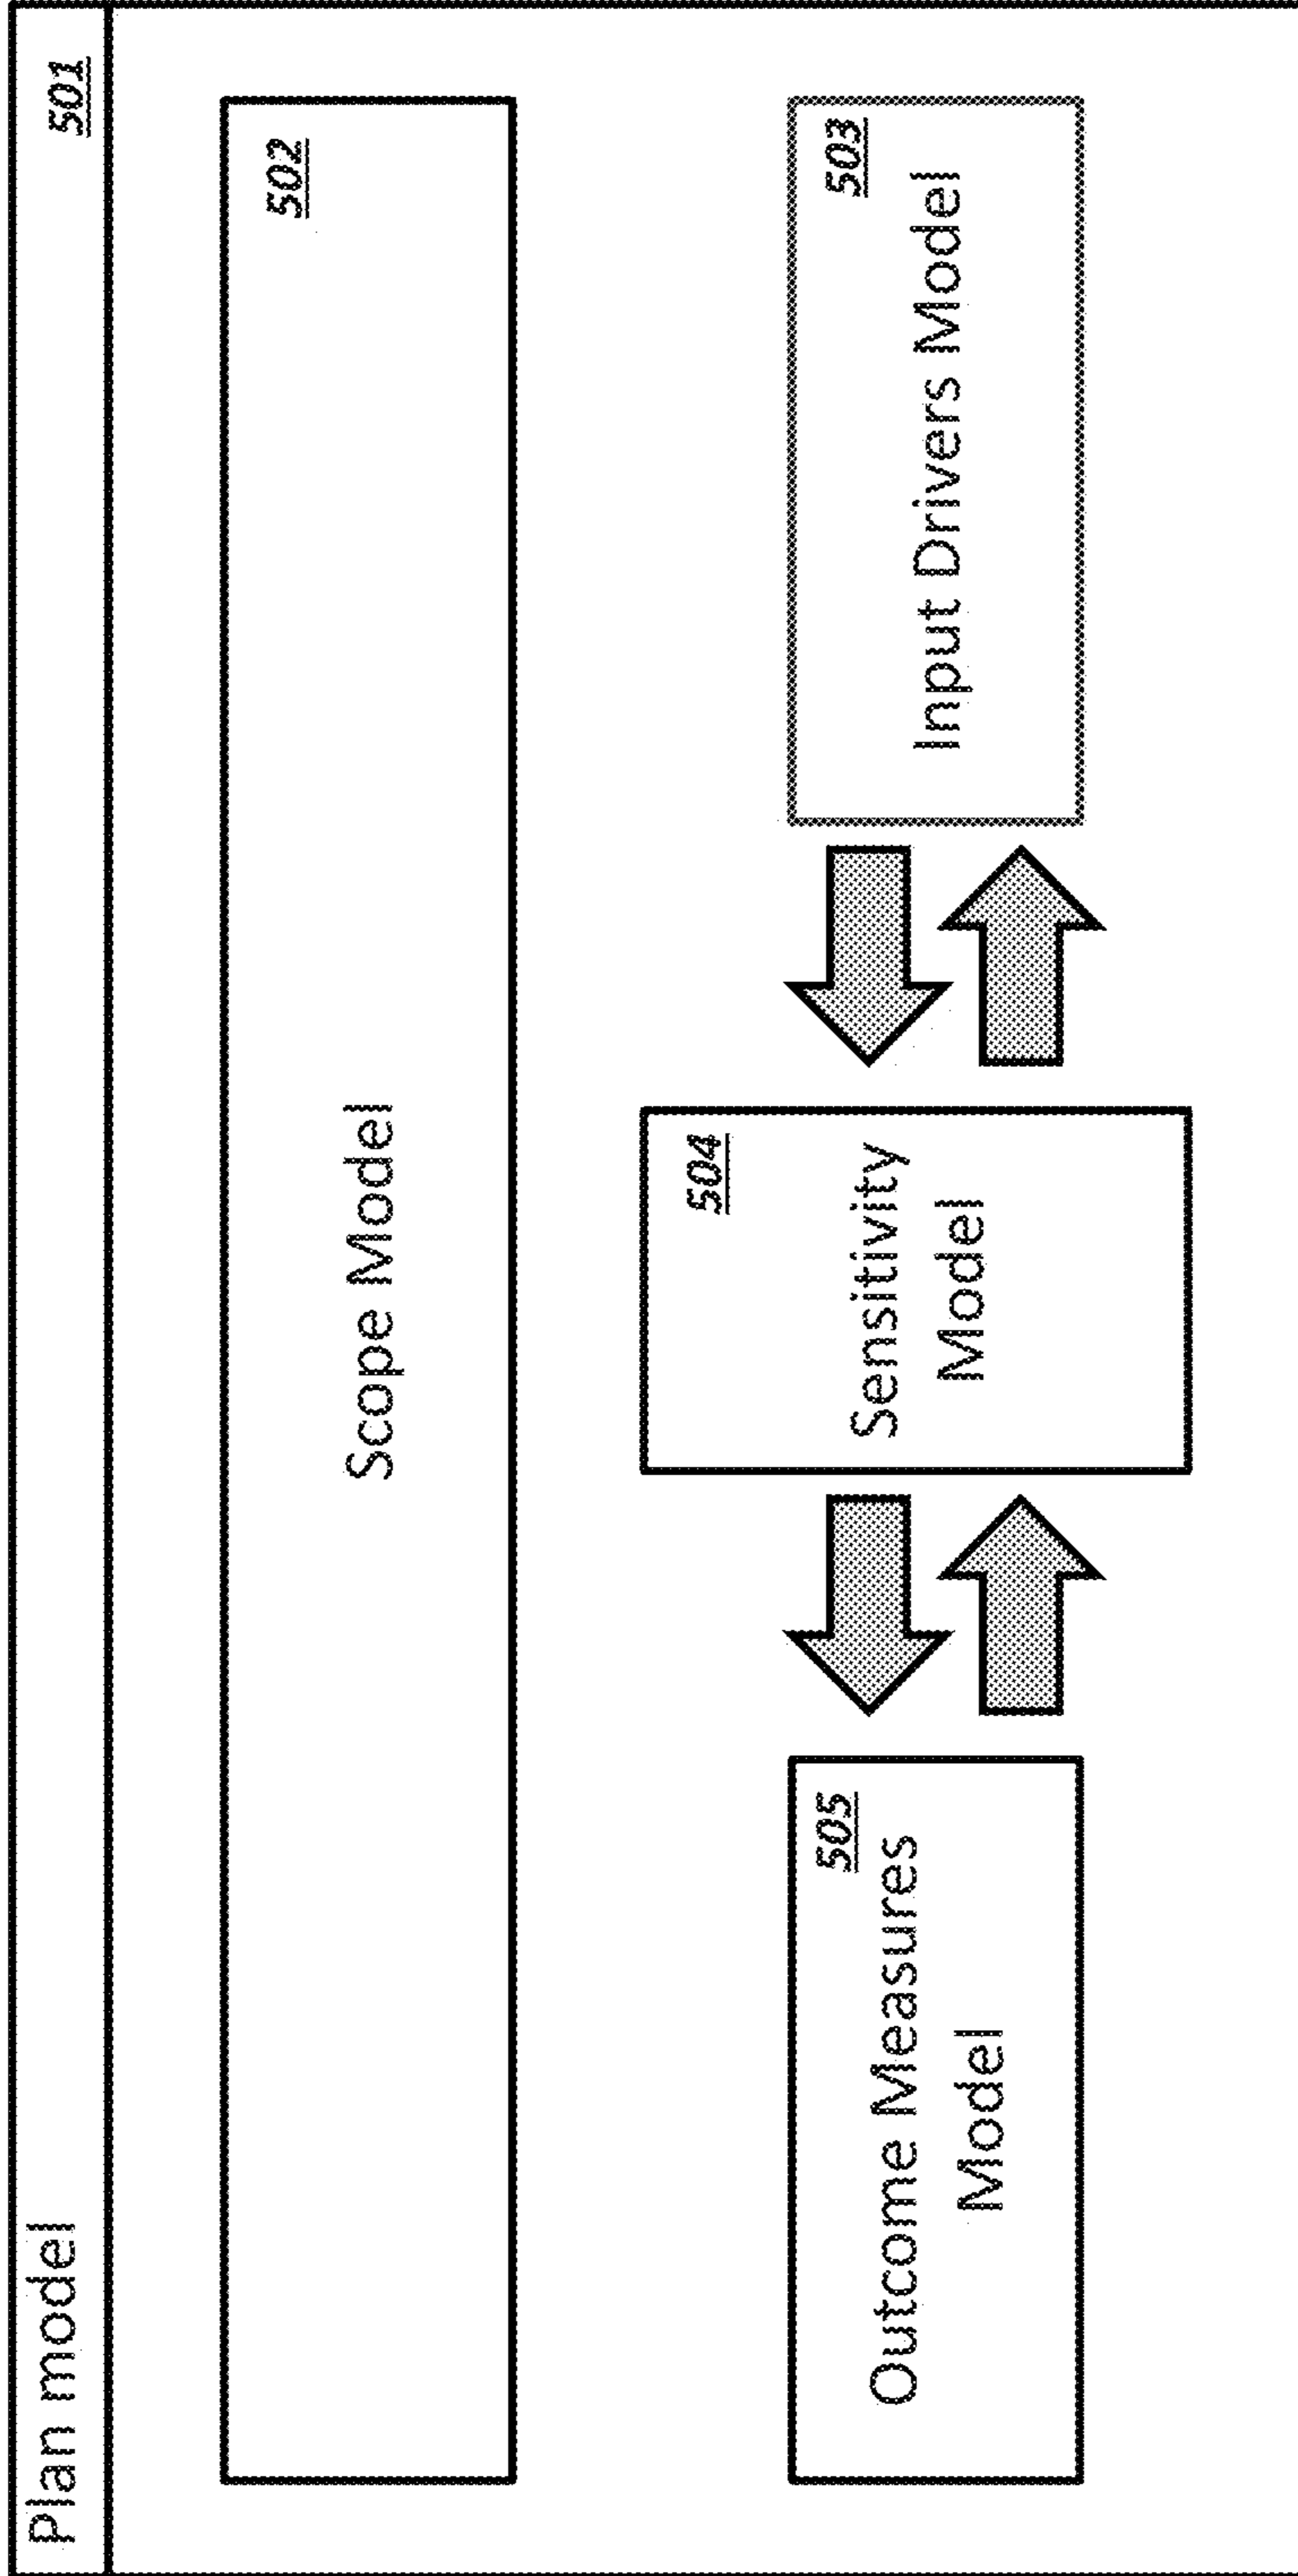 Plan model
501
502
Scope Model
505
Outcome Measures
Model
504
Sensitivity
Model
503
Input Drivers Model